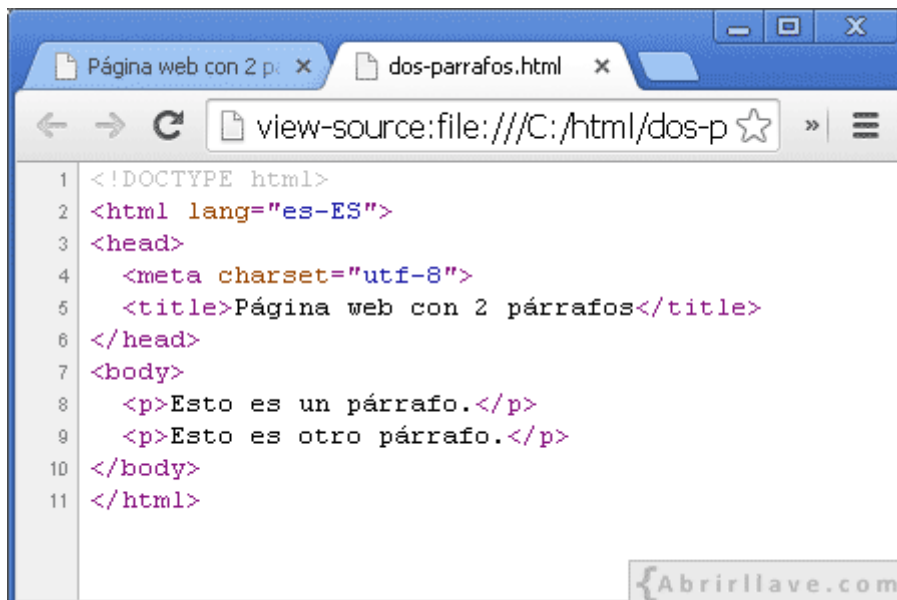 Página web con 2 pá
dos-parrafos.html
view-source:file:///C:/html/dos-p
1 <!DOCTYPE html>
2 <html lang="es-ES">
3 <head>
4 <meta charset="utf-8">
5 <title>Página web con 2 párrafos</title>
6 </head>
7 <body>
8 <p>Esto es un párrafo.</p>
9 <p>Esto es otro párrafo.</p>
10 </body>
11 </html>
{Abrirllave.com